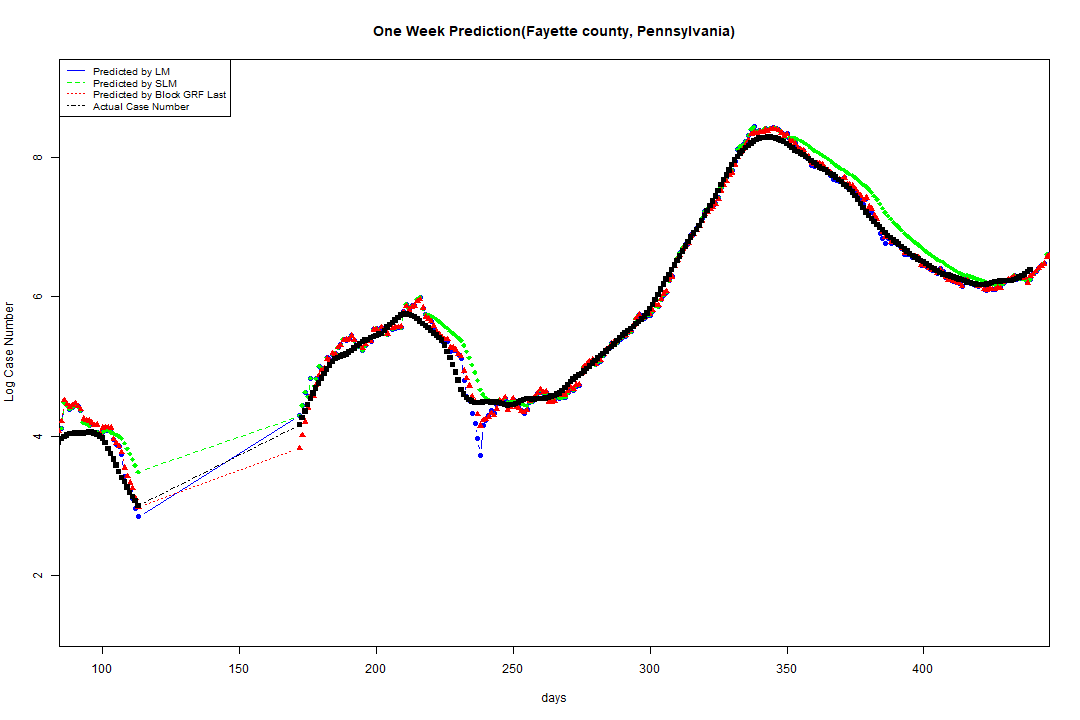 One Week Prediction(Fayette county, Pennsylvania)
Predicted by LM
Predicted by SLM
Predicted by Block GRF Last
Actual Case Number
Log Case Number
8
6
4
2
100 150 200 250 300 350 400
days